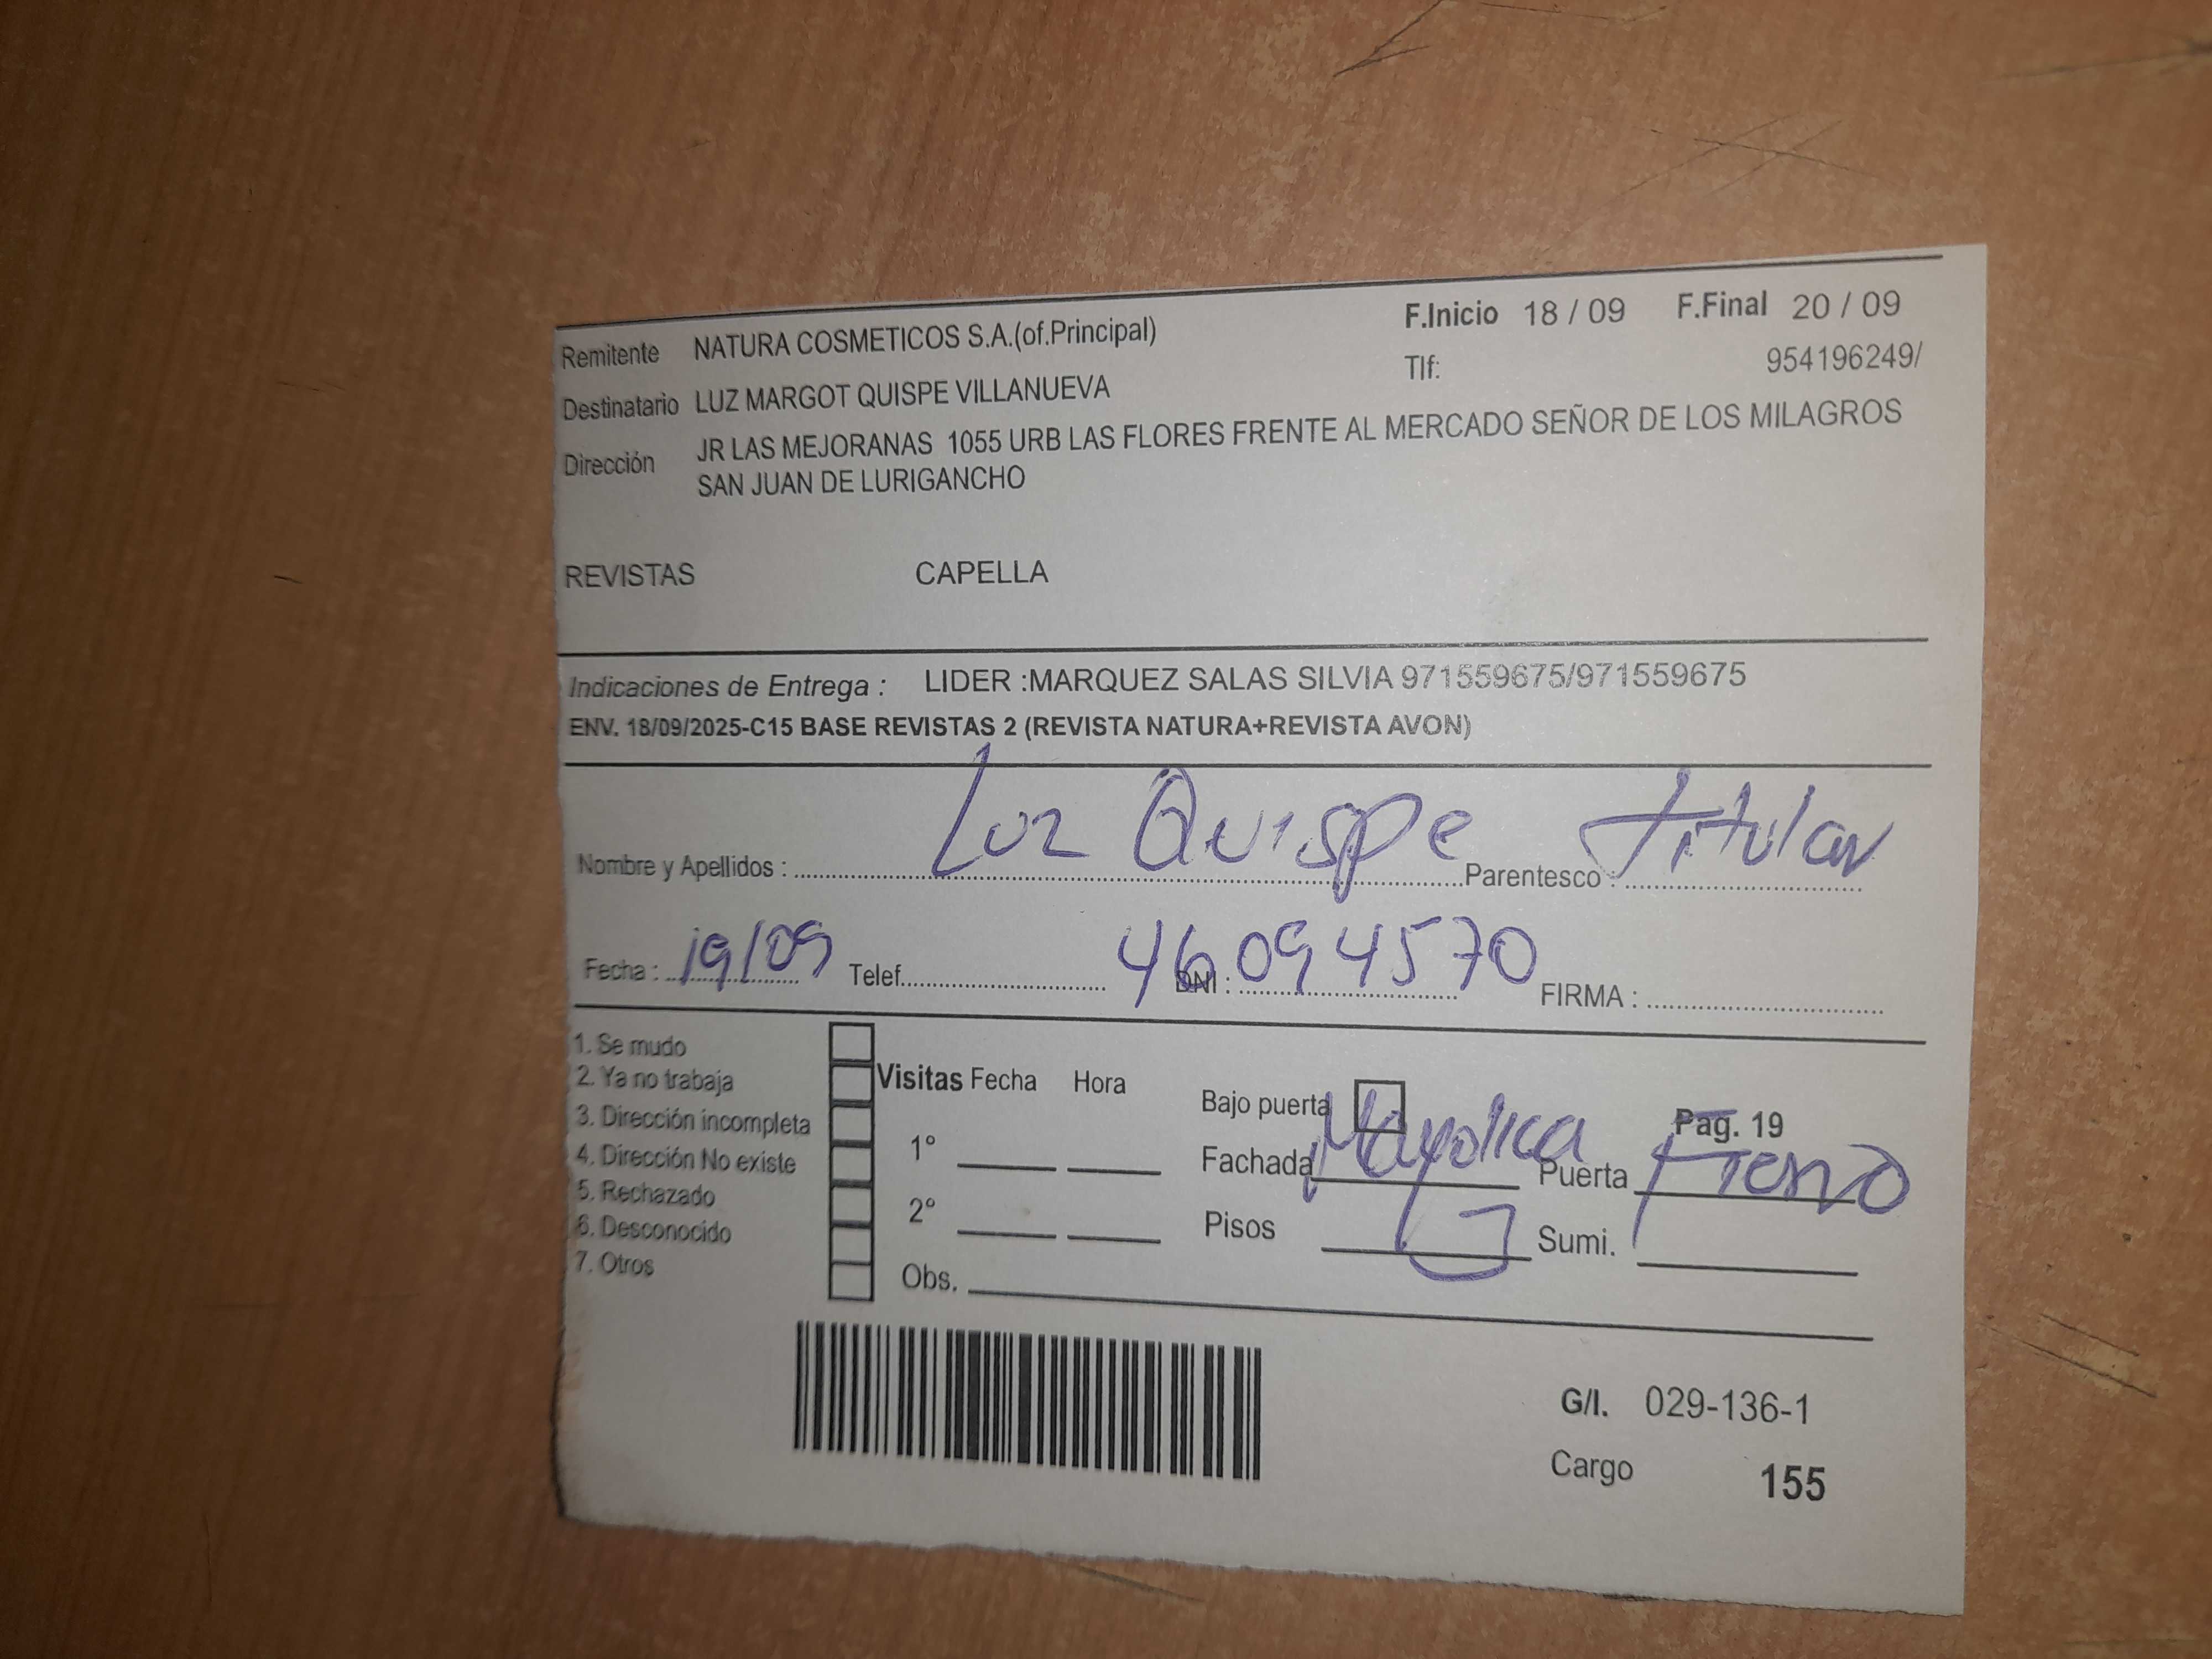 F.Inicio 18 / 09 F.Final 20 / 09
Remitente NATURA COSMETICOS S.A.(of.Principal)
Tlf: 954196249/
Destinatario LUZ MARGOT QUISPE VILLANUEVA
Dirección JR LAS MEJORANAS 1055 URB LAS FLORES FRENTE AL MERCADO SEÑOR DE LOS MILAGROS
SAN JUAN DE LURIGANCHO
REVISTAS CAPELLA
Indicaciones de Entrega : LIDER :MARQUEZ SALAS SILVIA 971559675/971559675
ENV. 18/09/2025-C15 BASE REVISTAS 2 (REVISTA NATURA+REVISTA AVON)
Nombre y Apellidos : Luz Quispe Parentesco : titular
Fecha : 19/09 Telef. DNI : 46094570 FIRMA :
1. Se mudo
2. Ya no trabaja
3. Dirección incompleta
4. Dirección No existe
5. Rechazado
6. Desconocido
7. Otros
Visitas Fecha Hora
1º
2º
Obs.
Bajo puerta Pag. 19
Fachada Mayolica Puerta
Pisos Sumi.
G/I. 029-136-1
Cargo 155